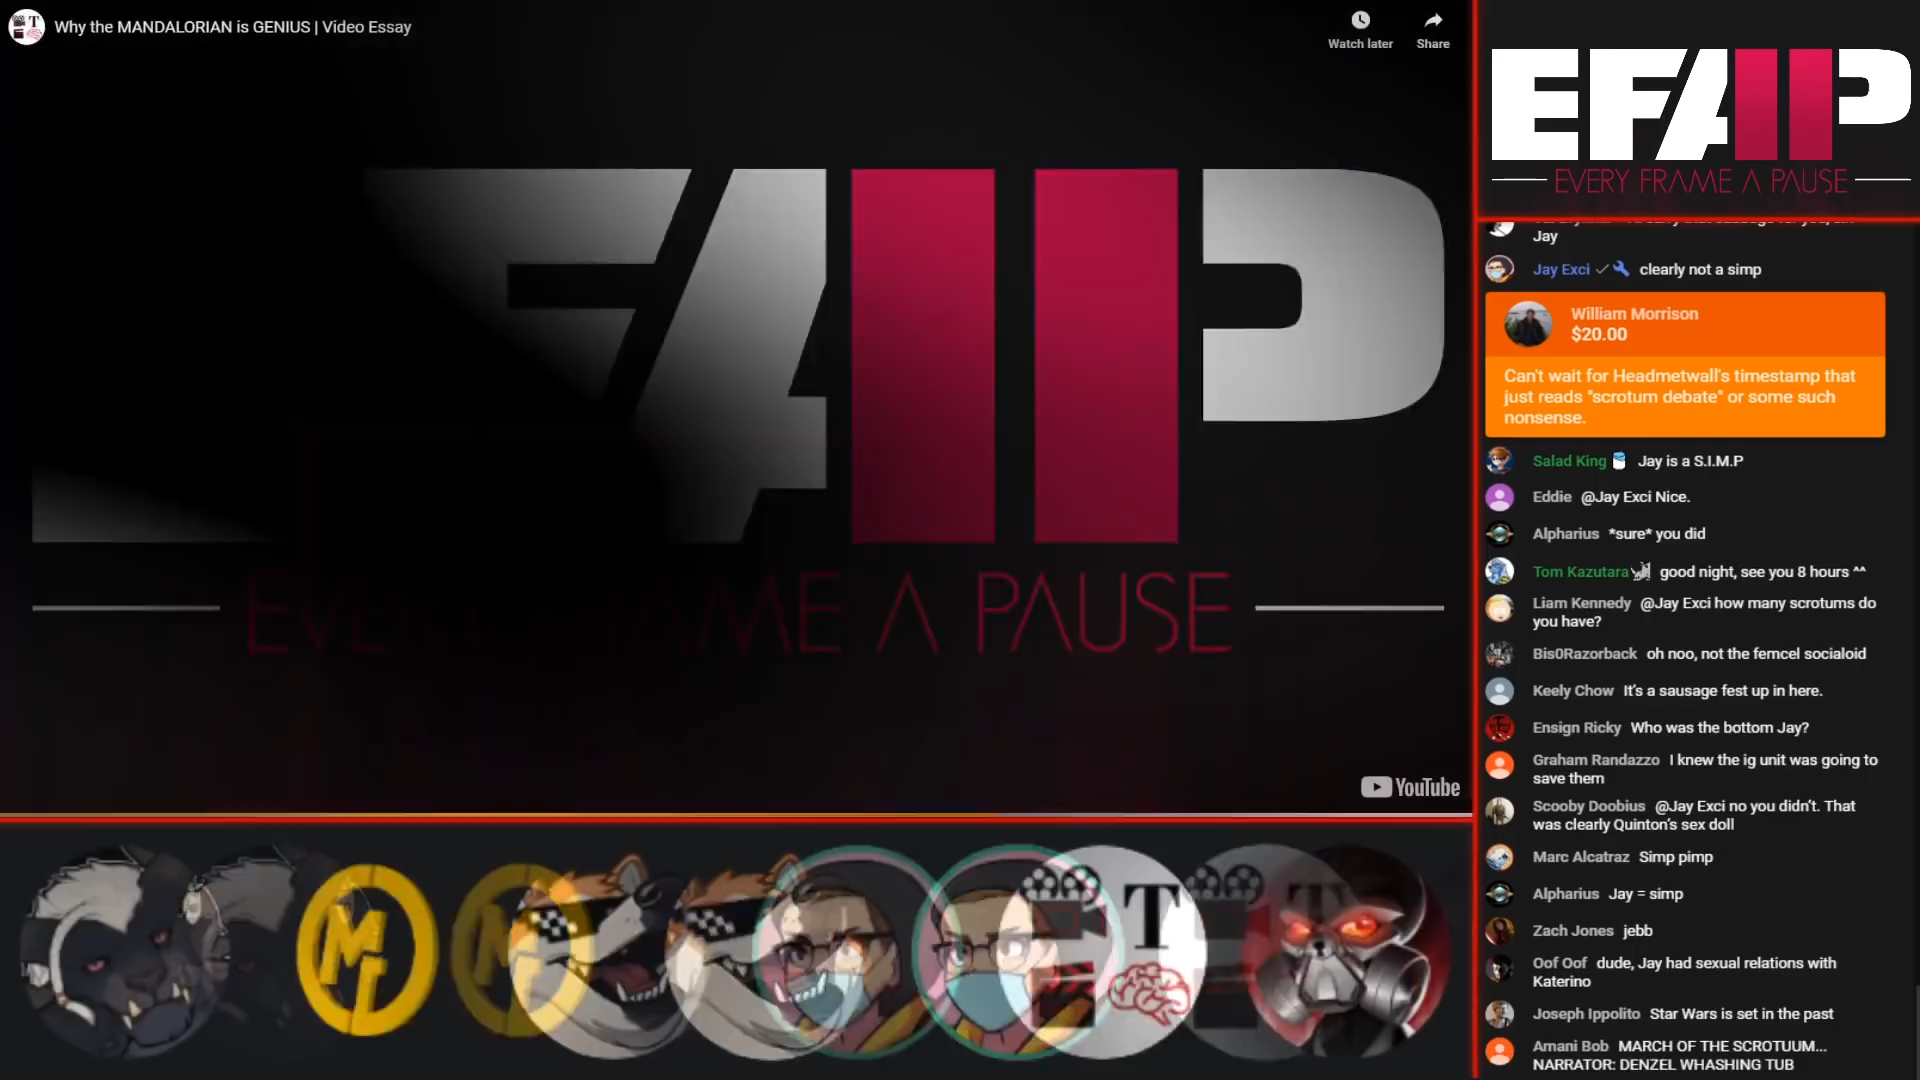 Why the MANDALORIAN is GENIUS | Video Essay
Watch later
Share
EFAP
EVERY FRAME A PAUSE
YouTube
EFAP
EVERY FRAME A PAUSE
Jay
Jay Exci clearly not a simp
William Morrison
$20.00
Can't wait for Headmetwall's timestamp that
just reads "scrotum debate" or some such
nonsense.
Salad King Jay is a S.I.M.P
Eddie @Jay Exci Nice.
Alpharius *sure* you did
Tom Kazutara good night, see you 8 hours ^^
Liam Kennedy @Jay Exci how many scrotums do
you have?
Bis0Razorback oh noo, not the femcel socialoid
Keely Chow It's a sausage fest up in here.
Ensign Ricky Who was the bottom Jay?
Graham Randazzo I knew the ig unit was going to
save them
Scooby Doobius @Jay Exci no you didn't. That
was clearly Quinton's sex doll
Marc Alcatraz Simp pimp
Alpharius Jay = simp
Zach Jones jebb
Oof Oof dude, Jay had sexual relations with
Katerino
Joseph Ippolito Star Wars is set in the past
Amani Bob MARCH OF THE SCROTUUM...
NARRATOR: DENZEL WHASHING TUB
T